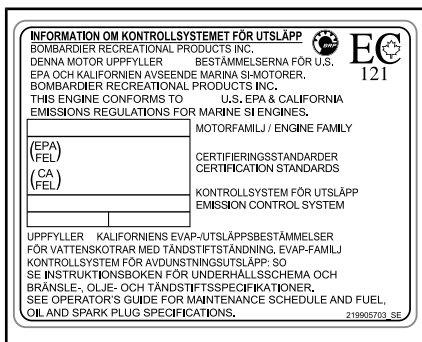 INFORMATION OM KONTROLLSYSTEMET FÖR UTSLÄPP
BRP
EC
121
BOMBARDIER RECREATIONAL PRODUCTS INC.
DENNA MOTOR UPPFYLLER BESTÄMMELSERNA FÖR U.S.
EPA OCH KALIFORNIEN AVSEENDE MARINA SI-MOTORER.
BOMBARDIER RECREATIONAL PRODUCTS INC.
THIS ENGINE CONFORMS TO U.S. EPA & CALIFORNIA
EMISSIONS REGULATIONS FOR MARINE SI ENGINES.
MOTORFAMILJ / ENGINE FAMILY
(EPA FEL)
CERTIFIERINGSSTANDARDER
CERTIFICATION STANDARDS
(CA FEL)
KONTROLLSYSTEM FÖR UTSLÄPP
EMISSION CONTROL SYSTEM
UPPFYLLER KALIFORNIENS EVAP-/UTSLÄPPSBESTÄMMELSER
FÖR VATTENSKOTRAR MED TÄNDSTIFTSTÄNDNING, EVAP-FAMILJ
KONTROLLSYSTEM FÖR AVDUNSTNINGSUTSLÄPP: SO
SE INSTRUKTIONSBOKEN FÖR UNDERHÅLLSSCHEMA OCH
BRÄNSLE-, OLJE- OCH TÄNDSTIFTSSPECIFIKATIONER.
SEE OPERATOR'S GUIDE FOR MAINTENANCE SCHEDULE AND FUEL,
OIL AND SPARK PLUG SPECIFICATIONS.
219905703_SE